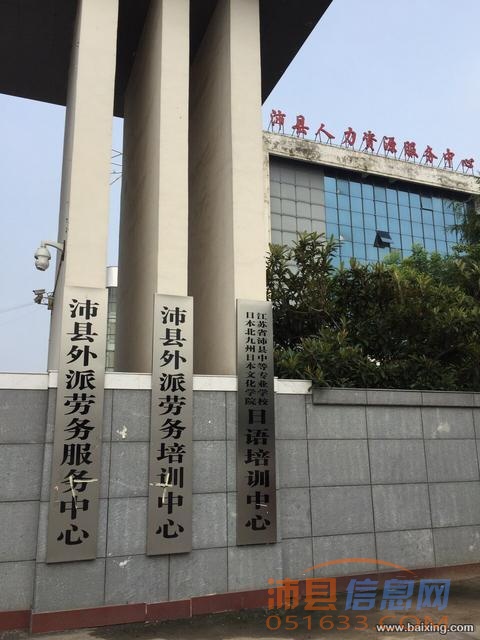 沛县人力资源服务中心
沛县外派劳务服务中心
沛县外派劳务培训中心
江苏省沛县中等专业学校
日本北九州日本文化学院
日语培训中心
沛县信息网
051633.COM
www.baixing.com